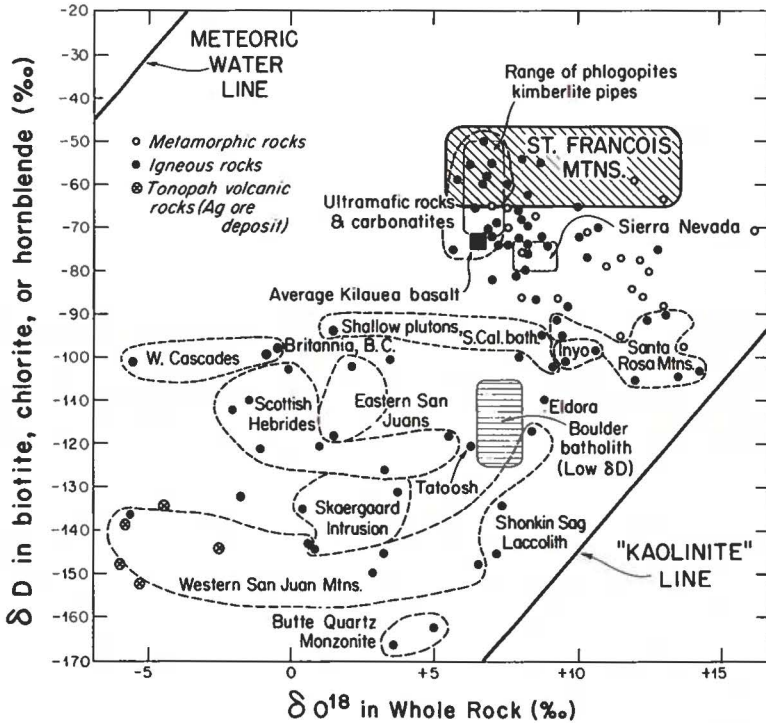 -20
-30
-40
-50
-60
-70
-80
-90
-100
-110
-120
-130
-140
-150
-160
-170
δ D in biotite, chlorite, or hornblende (‰)
METEORIC
WATER
LINE
○ Metamorphic rocks
● Igneous rocks
⊗ Tonopah volcanic
rocks (Ag ore
deposit)
Range of phlogopites
kimberlite pipes
ST. FRANCOIS
MTNS.
Ultramafic rocks
& carbonatites
Sierra Nevada
Average Kilauea basalt
Shallow plutons
S.Cal.bath.
Inyo
Santa
Rosa Mtns.
W. Cascades
Britannia, B.C.
Scottish
Hebrides
Eastern San
Juans
Eldora
Boulder
batholith
(Low δD)
Tatoosh
Skaergaard
Intrusion
Shonkin Sag
Laccolith
"KAOLINITE"
LINE
Western San Juan Mtns.
Butte Quartz
Monzonite
-5
0
+5
+10
+15
δ O18 in Whole Rock (‰)